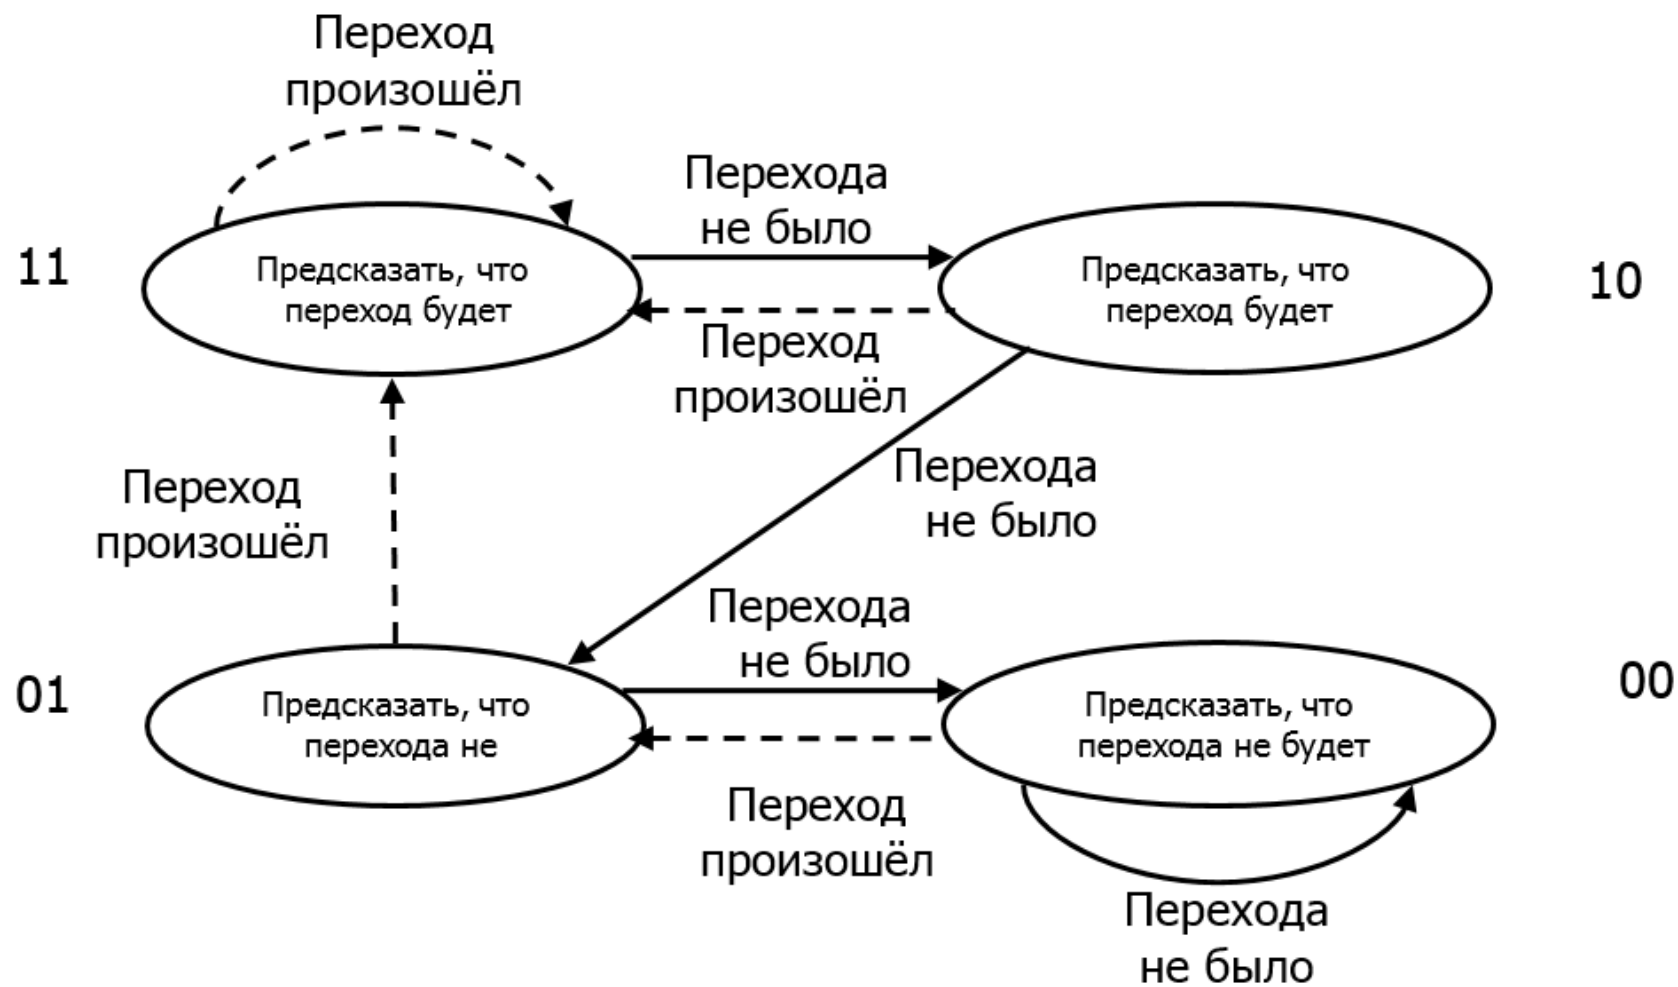 Переход
произошёл
Перехода
не было
11
Предсказать, что
переход будет
Предсказать, что
переход будет
10
Переход
произошёл
Переход
произошёл
Перехода
не было
Перехода
не было
01
Предсказать, что
перехода не
Предсказать, что
перехода не будет
00
Переход
произошёл
Перехода
не было